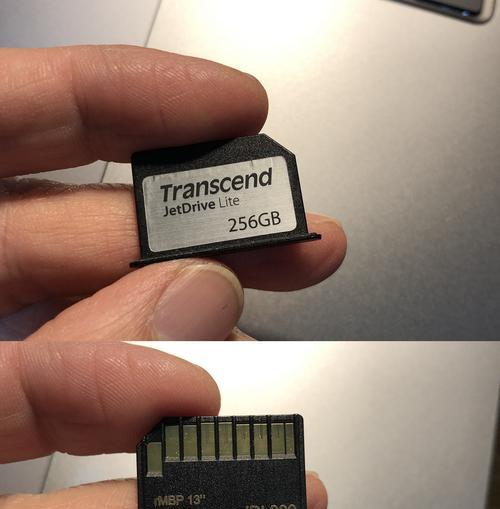 Transcend
JetDrive Lite
256GB
rMBP 13"